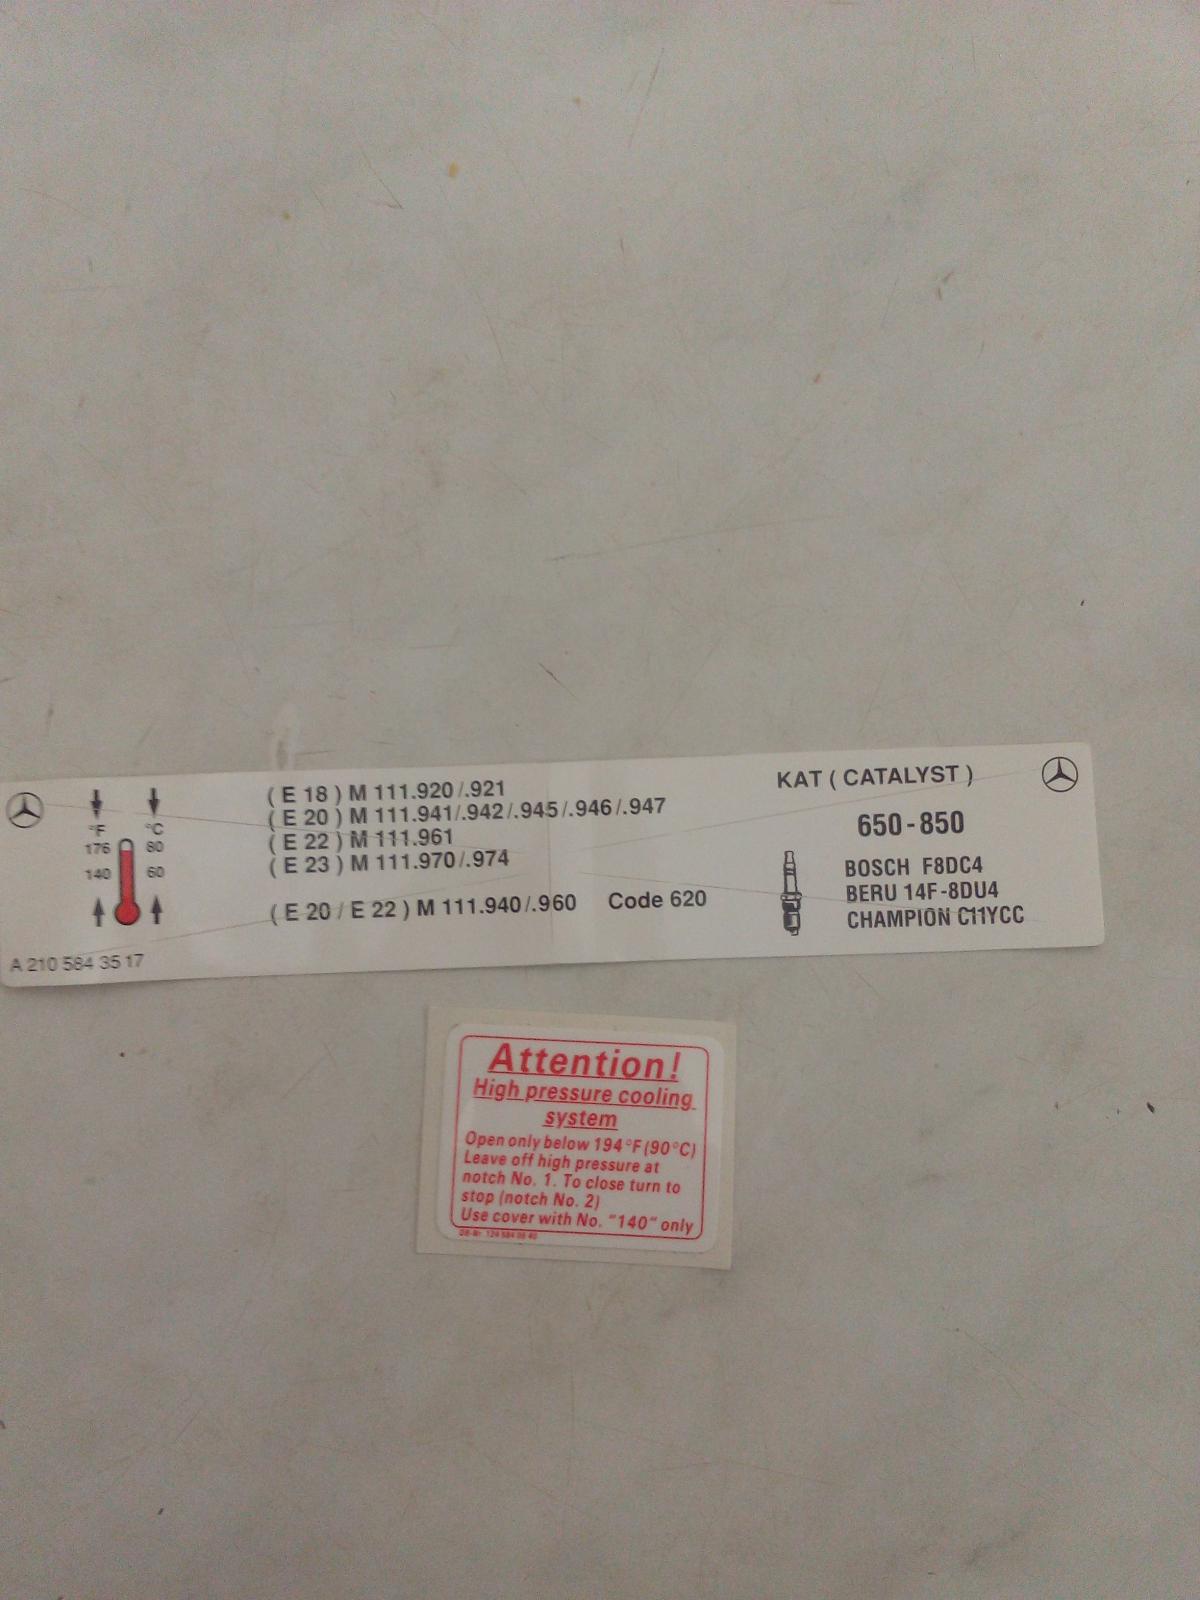 °F °C
176 80
140 60
A 210 584 35 17
( E 18 ) M 111.920/.921
( E 20 ) M 111.941/.942/.945/.946/.947
( E 22 ) M 111.961
( E 23 ) M 111.970/.974
( E 20 / E 22 ) M 111.940/.960 Code 620
KAT ( CATALYST )
650-850
BOSCH F8DC4
BERU 14F-8DU4
CHAMPION C11YCC
Attention!
High pressure cooling
system
Open only below 194°F(90°C)
Leave off high pressure at
notch No. 1. To close turn to
stop (notch No. 2)
Use cover with No. "140" only